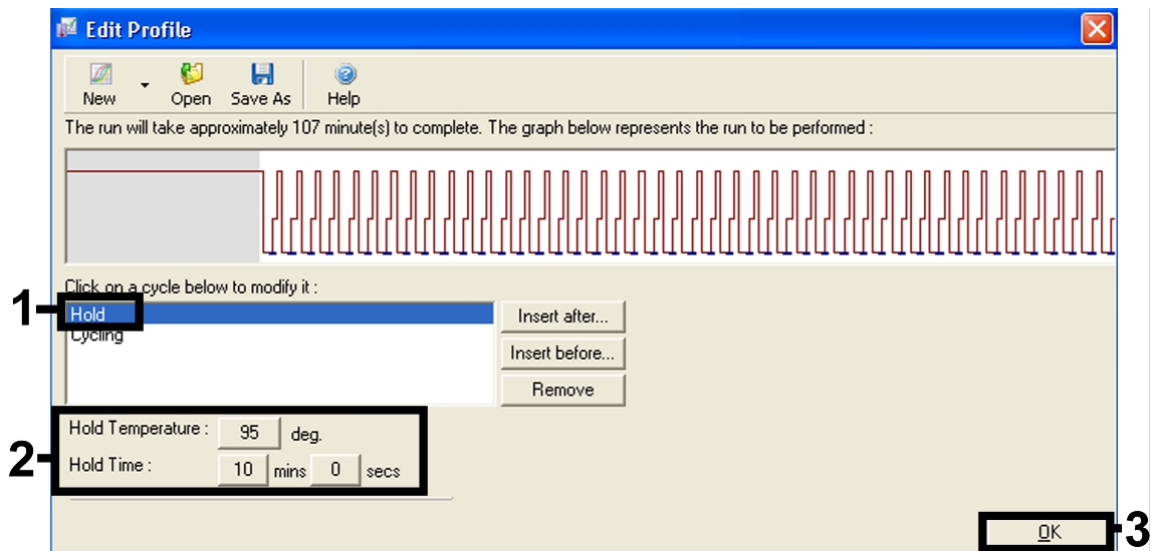 Edit Profile
New Open Save As Help
The run will take approximately 107 minute(s) to complete. The graph below represents the run to be performed :
Click on a cycle below to modify it :
1
Hold
Cycling
Insert after...
Insert before...
Remove
2
Hold Temperature : 95 deg.
Hold Time : 10 mins 0 secs
OK
3